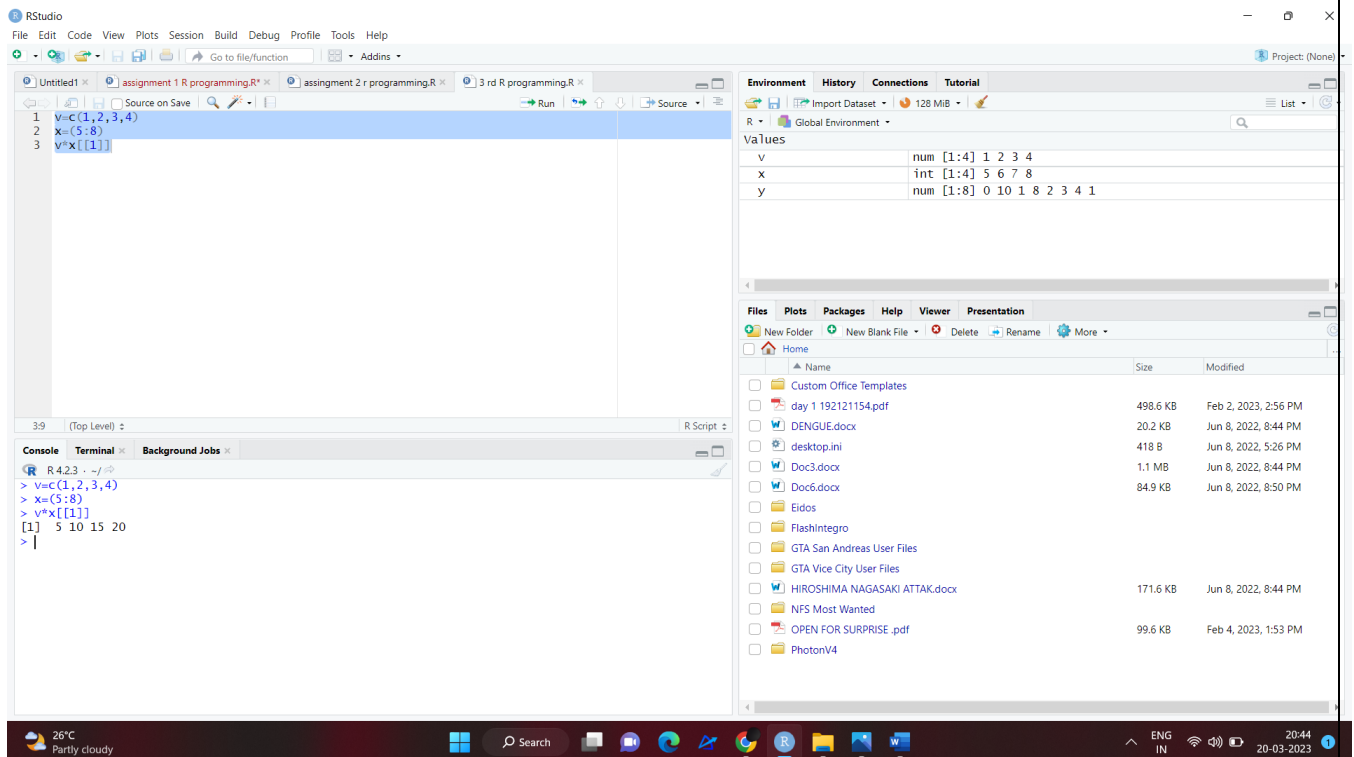 RStudio
File Edit Code View Plots Session Build Debug Profile Tools Help
Go to file/function Addins Project: (None)
Untitled1 assignment 1 R programming.R* assingment 2 r programming.R 3 rd R programming.R
Source on Save Run Source
1 v=c(1,2,3,4)
2 x=(5:8)
3 v*x[[1]]
3:9 (Top Level) R Script
Console Terminal Background Jobs
R 4.2.3 · ~/
> v=c(1,2,3,4)
> x=(5:8)
> v*x[[1]]
[1]  5 10 15 20
>
Environment History Connections Tutorial
Import Dataset 128 MiB List
R Global Environment
Values
v num [1:4] 1 2 3 4
x int [1:4] 5 6 7 8
y num [1:8] 0 10 1 8 2 3 4 1
Files Plots Packages Help Viewer Presentation
New Folder New Blank File Delete Rename More
Home
Name Size Modified
Custom Office Templates
day 1 192121154.pdf 498.6 KB Feb 2, 2023, 2:56 PM
DENGUE.docx 20.2 KB Jun 8, 2022, 8:44 PM
desktop.ini 418 B Jun 8, 2022, 5:26 PM
Doc3.docx 1.1 MB Jun 8, 2022, 8:44 PM
Doc6.docx 84.9 KB Jun 8, 2022, 8:50 PM
Eidos
FlashIntegro
GTA San Andreas User Files
GTA Vice City User Files
HIROSHIMA NAGASAKI ATTAK.docx 171.6 KB Jun 8, 2022, 8:44 PM
NFS Most Wanted
OPEN FOR SURPRISE .pdf 99.6 KB Feb 4, 2023, 1:53 PM
PhotonV4
26°C
Partly cloudy
Search
ENG
IN
20:44
20-03-2023
1